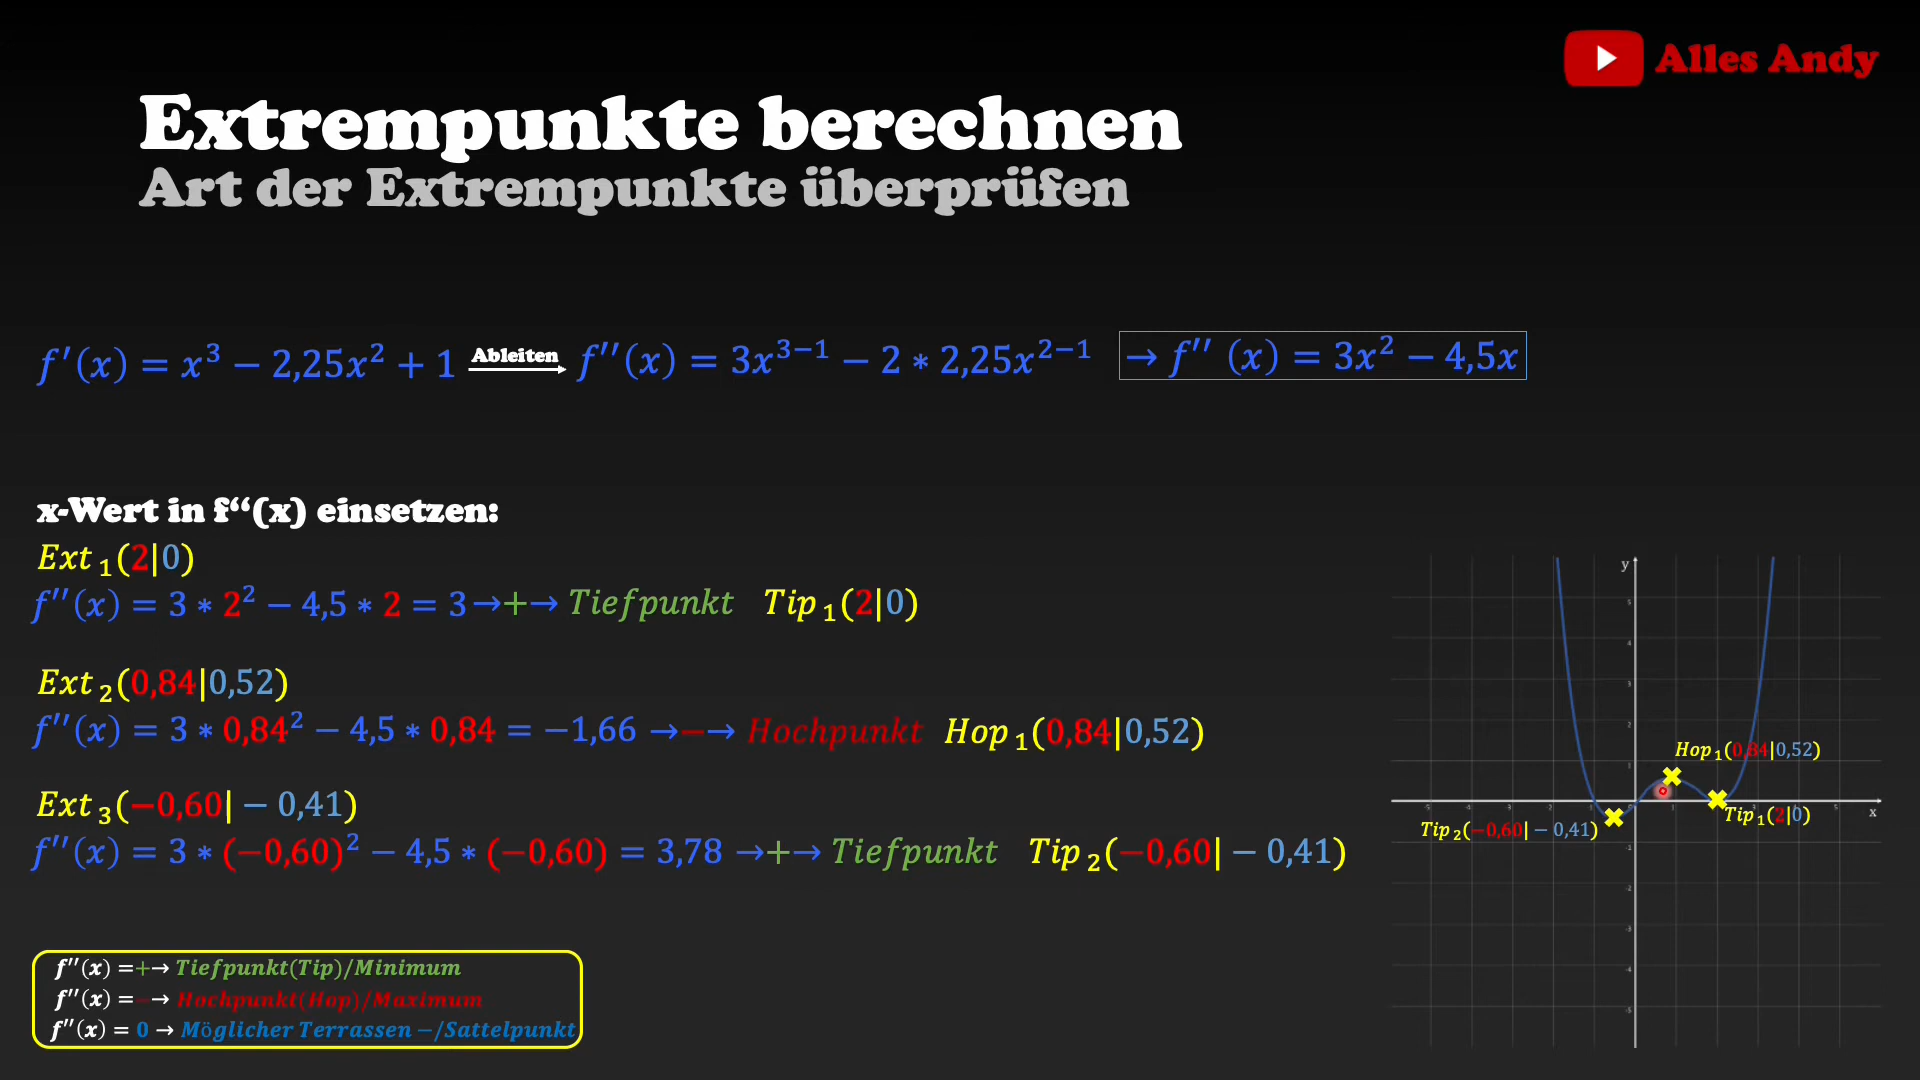 Alles Andy
Extrempunkte berechnen
Art der Extrempunkte überprüfen
f′(x) = x³ − 2,25x² + 1 Ableiten f′′(x) = 3x³⁻¹ − 2 ∗ 2,25x²⁻¹ → f′′ (x) = 3x² − 4,5x
x-Wert in f“(x) einsetzen:
Ext₁(2|0)
f′′(x) = 3 ∗ 2² − 4,5 ∗ 2 = 3 →+→ Tiefpunkt Tip₁(2|0)
Ext₂(0,84|0,52)
f′′(x) = 3 ∗ 0,84² − 4,5 ∗ 0,84 = −1,66 →−→ Hochpunkt Hop₁(0,84|0,52)
Ext₃(−0,60| − 0,41)
f′′(x) = 3 ∗ (−0,60)² − 4,5 ∗ (−0,60) = 3,78 →+→ Tiefpunkt Tip₂(−0,60| − 0,41)
f′′(x) =+→ Tiefpunkt(Tip)/Minimum
f′′(x) =−→ Hochpunkt(Hop)/Maximum
f′′(x) = 0 → Möglicher Terrassen −/Sattelpunkt
y
Hop₁(0,84|0,52)
x
Tip₁(2|0)
Tip₂(−0,60| − 0,41)